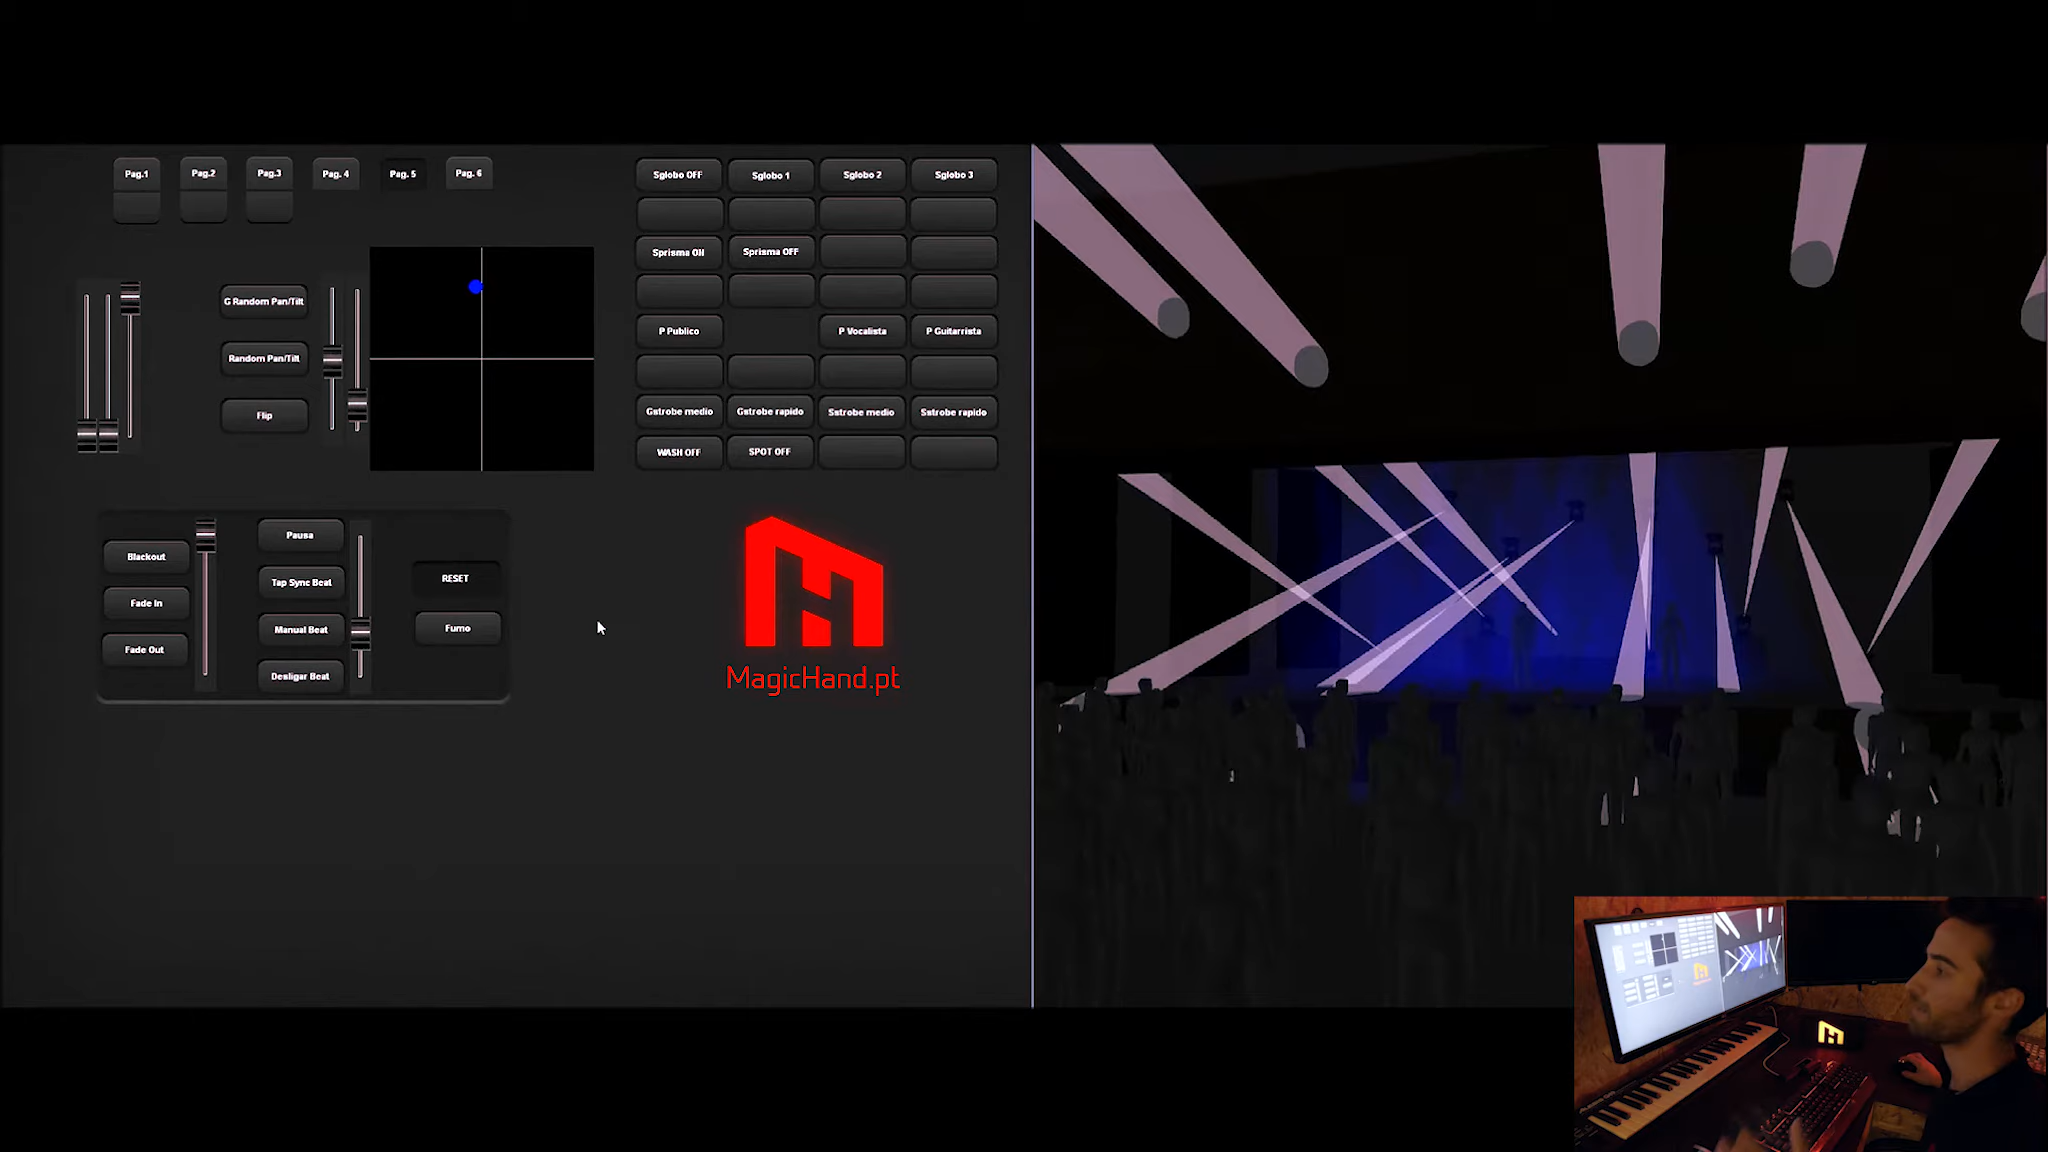 Pag.1 Pag.2 Pag.3 Pag. 4 Pag. 5 Pag. 6
Sglobo OFF Sglobo 1 Sglobo 2 Sglobo 3
Sprisma ON Sprisma OFF
G Random Pan/Tilt
Random Pan/Tilt
Flip
P Publico P Vocalista P Guitarrista
Gstrobe medio Gstrobe rapido Sstrobe medio Sstrobe rapido
WASH OFF SPOT OFF
Blackout
Fade In
Fade Out
Pausa
Tap Sync Beat
Manual Beat
Desligar Beat
RESET
Fumo
MagicHand.pt